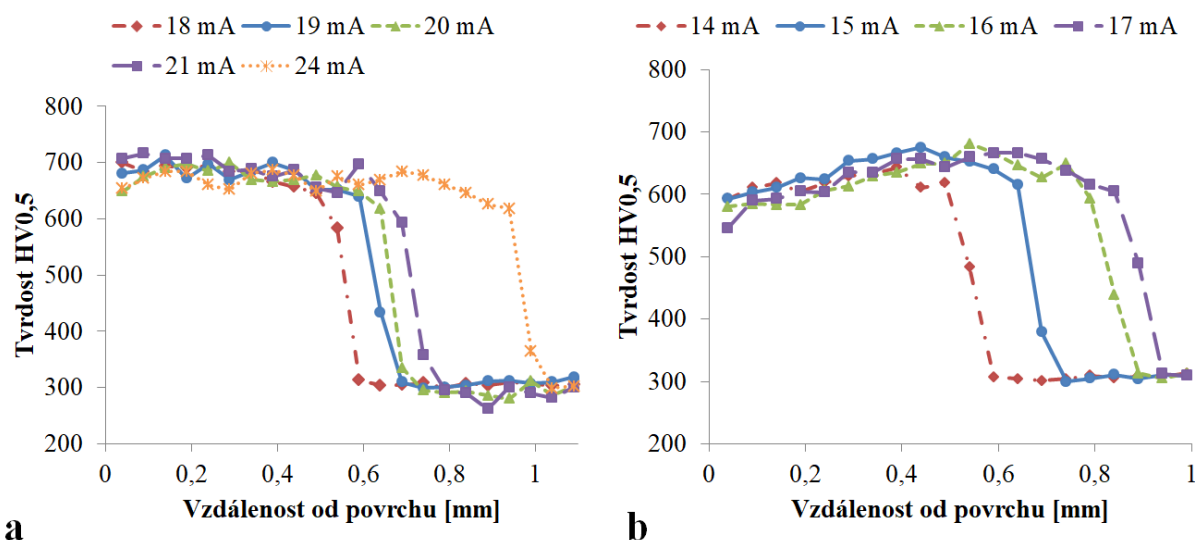 18 mA 19 mA 20 mA
21 mA 24 mA
800
700
600
500
400
300
200
0 0,2 0,4 0,6 0,8 1
Tvrdost HV0,5
Vzdálenost od povrchu [mm]
a
14 mA 15 mA 16 mA 17 mA
800
700
600
500
400
300
200
0 0,2 0,4 0,6 0,8 1
Tvrdost HV0,5
Vzdálenost od povrchu [mm]
b